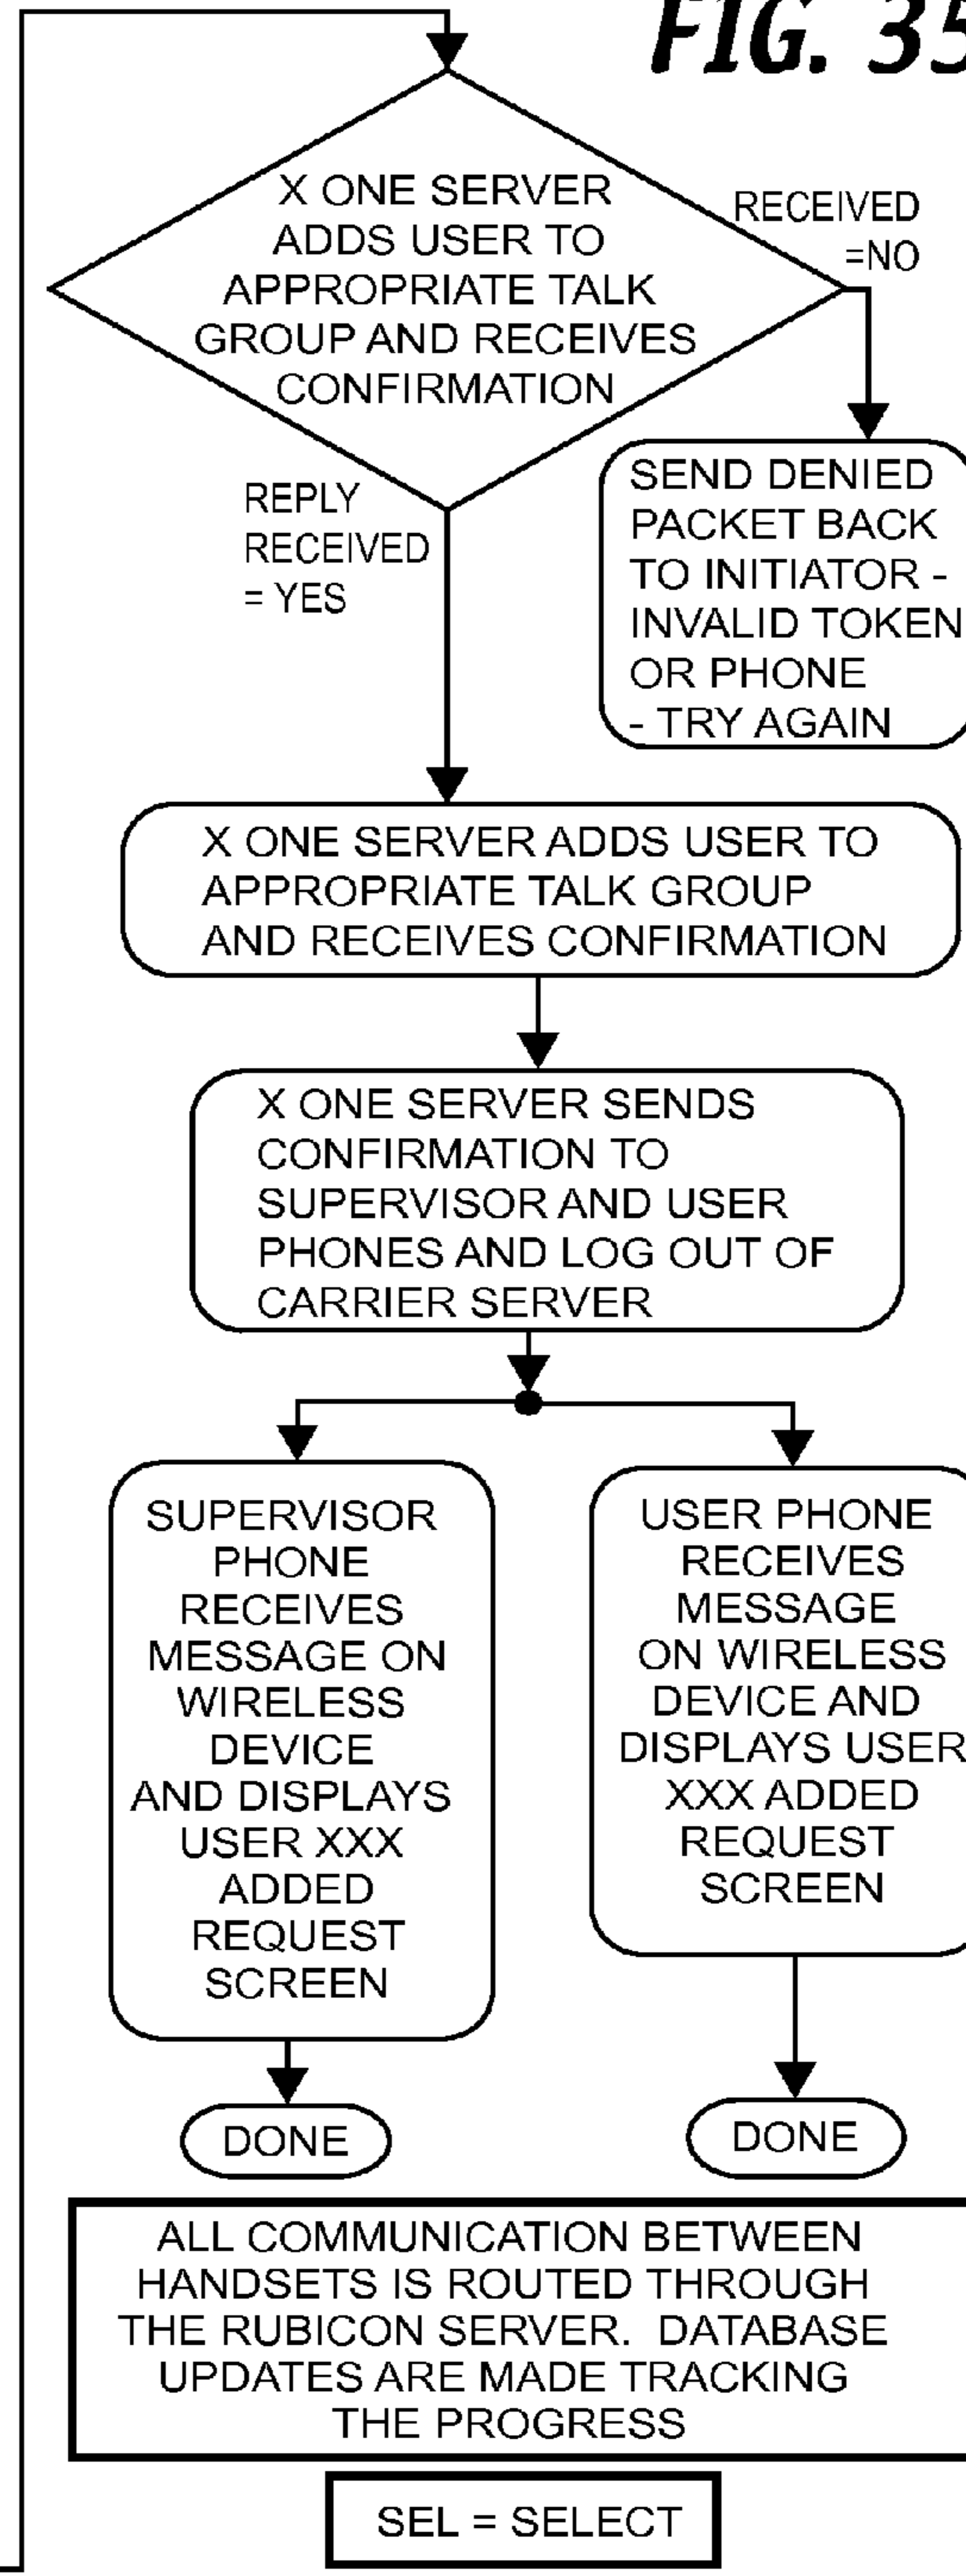 FIG. 35
X ONE SERVER
ADDS USER TO
APPROPRIATE TALK
GROUP AND RECEIVES
CONFIRMATION
RECEIVED
=NO
REPLY
RECEIVED
= YES
SEND DENIED
PACKET BACK
TO INITIATOR -
INVALID TOKEN
OR PHONE
- TRY AGAIN
X ONE SERVER ADDS USER TO
APPROPRIATE TALK GROUP
AND RECEIVES CONFIRMATION
X ONE SERVER SENDS
CONFIRMATION TO
SUPERVISOR AND USER
PHONES AND LOG OUT OF
CARRIER SERVER
SUPERVISOR
PHONE
RECEIVES
MESSAGE ON
WIRELESS
DEVICE
AND DISPLAYS
USER XXX
ADDED
REQUEST
SCREEN
USER PHONE
RECEIVES
MESSAGE
ON WIRELESS
DEVICE AND
DISPLAYS USER
XXX ADDED
REQUEST
SCREEN
DONE
DONE
ALL COMMUNICATION BETWEEN
HANDSETS IS ROUTED THROUGH
THE RUBICON SERVER. DATABASE
UPDATES ARE MADE TRACKING
THE PROGRESS
SEL = SELECT